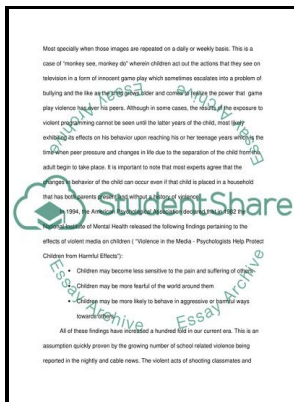 Most specially when those images are repeated on a daily or weekly basis. This is a
case of "monkey see, monkey do" wherein children act out the actions that they see on
television in a form of innocent game play which sometimes escalates into a problem of
bullying and the like as the child grows older and comes to realize the power that game
play violence has over his peers. Although in some cases, the results of the exposure to
violent programming cannot be seen until the latter years of the child, most likely
exhibiting its effects on his behavior upon reaching his or her teenage years which is the
time when peer pressure and changes in life due to the separation of the child from the
adult begin to take place. It is important to note that most experts agree that the
changes in behavior of the child can occur even if that child is placed in a household
that has both parents present and without a history of violence.
In 1994, the American Psychological Association declared that in 1982 the
National Institute of Mental Health released the following findings pertaining to the
effects of violent media on children ( "Violence in the Media - Psychologists Help Protect
Children from Harmful Effects"):
• Children may become less sensitive to the pain and suffering of others
• Children may be more fearful of the world around them
• Children may be more likely to behave in aggressive or harmful ways
towards others.
All of these findings have increased a hundred fold in our current era. This is an
assumption quickly proven by the growing number of school related violence being
reported in the nightly and cable news. The violent acts of shooting classmates and
StudentShare
Essay Archive
Essay Archive
Essay Archive
Essay Archive